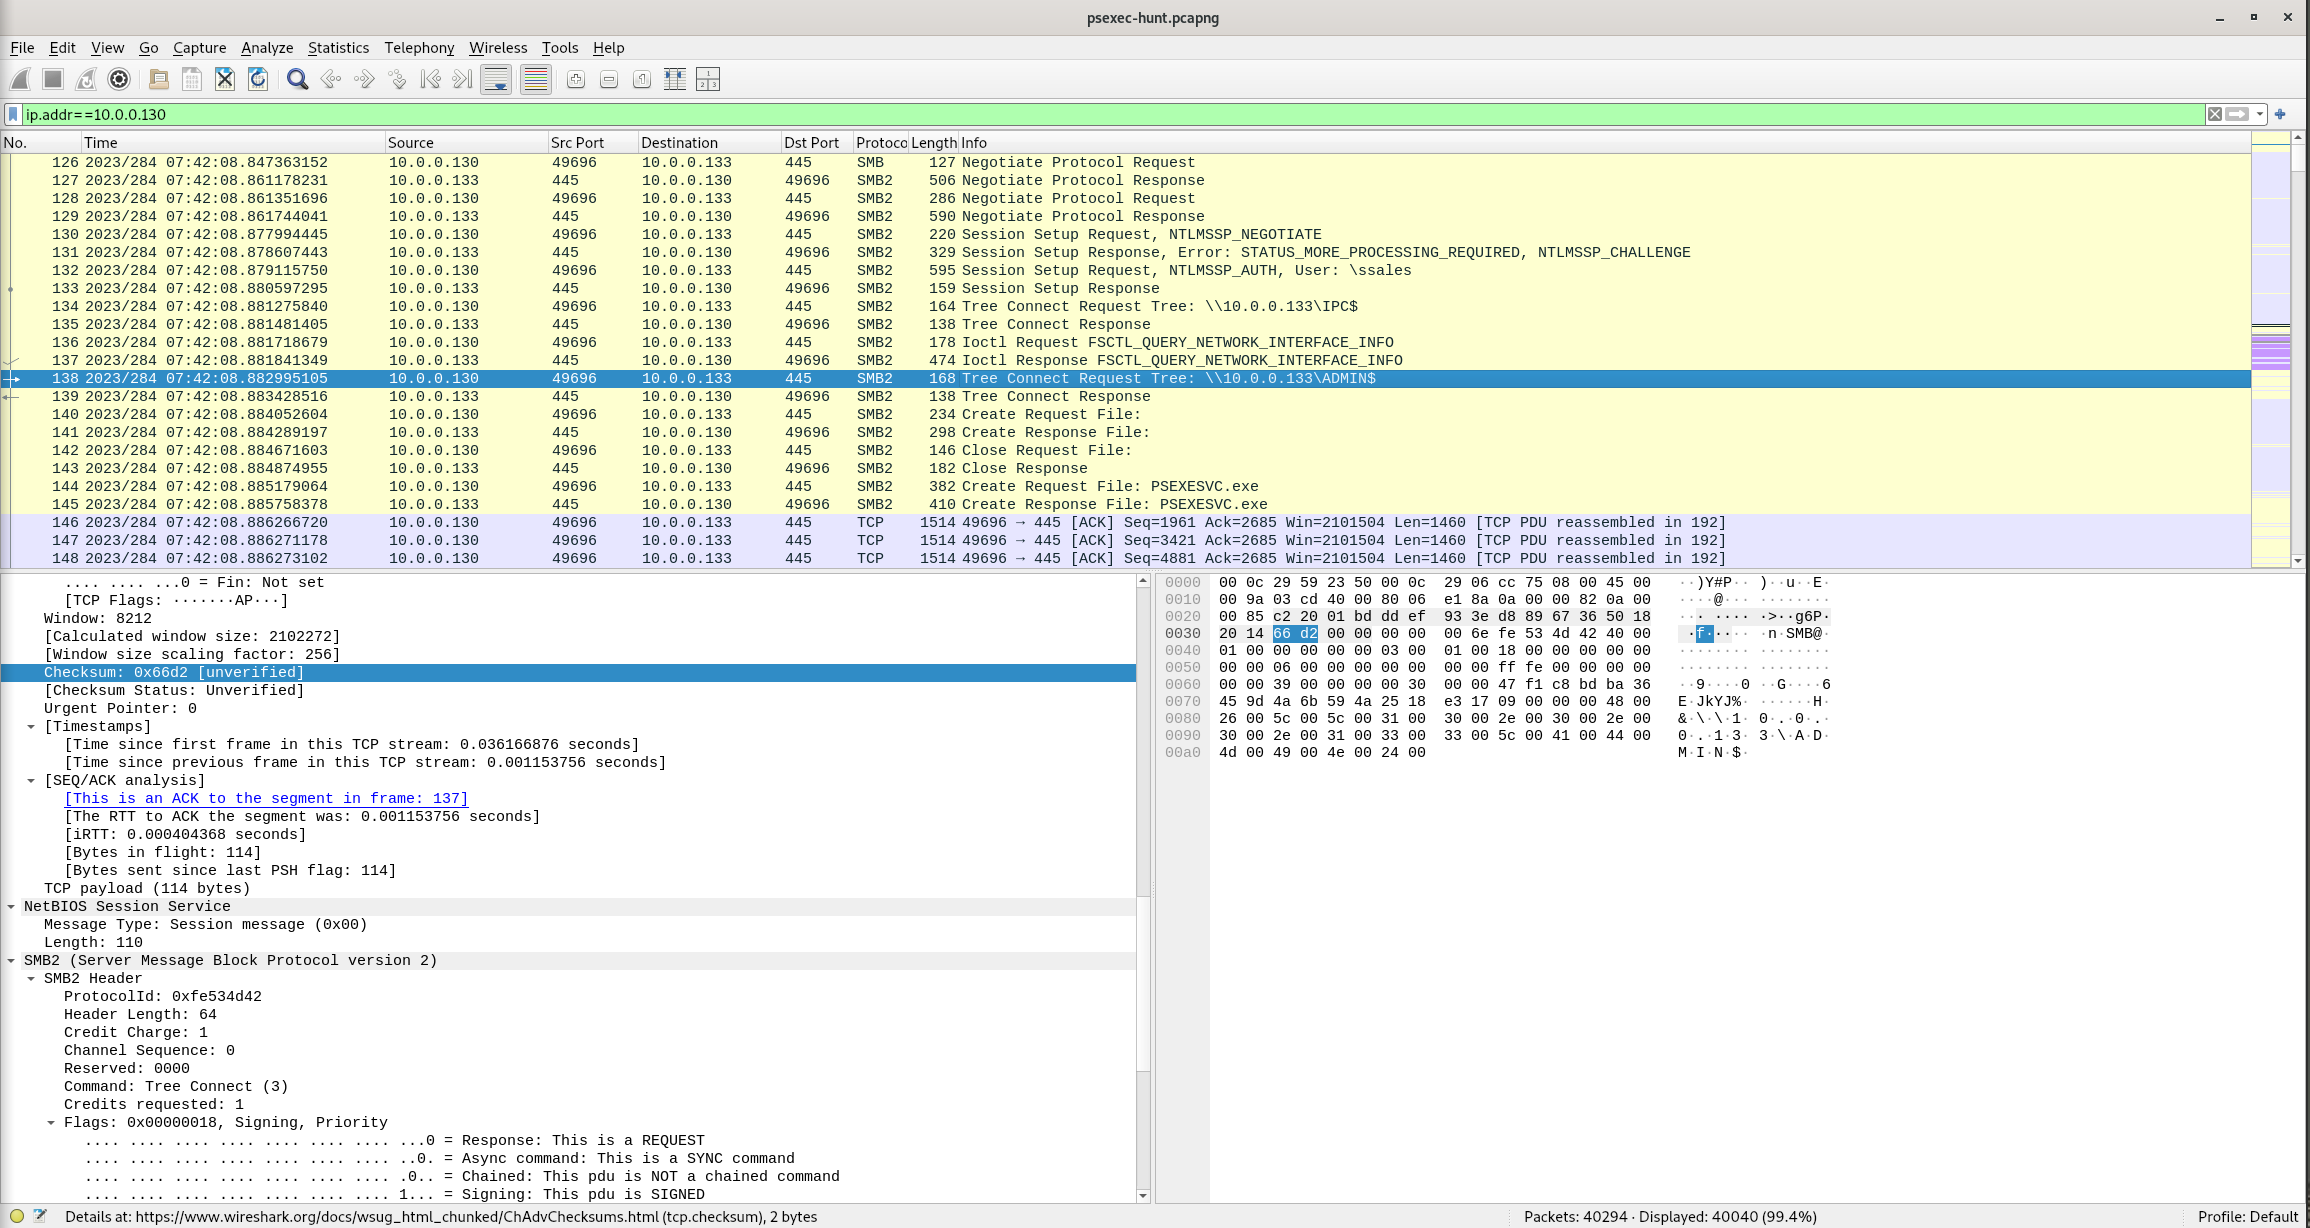 psexec-hunt.pcapng
File Edit View Go Capture Analyze Statistics Telephony Wireless Tools Help
ip.addr==10.0.0.130
No. Time Source Src Port Destination Dst Port Protoco Length Info
126 2023/284 07:42:08.847363152 10.0.0.130 49696 10.0.0.133 445 SMB 127 Negotiate Protocol Request
127 2023/284 07:42:08.861178231 10.0.0.133 445 10.0.0.130 49696 SMB2 506 Negotiate Protocol Response
128 2023/284 07:42:08.861351696 10.0.0.130 49696 10.0.0.133 445 SMB2 286 Negotiate Protocol Request
129 2023/284 07:42:08.861744041 10.0.0.133 445 10.0.0.130 49696 SMB2 590 Negotiate Protocol Response
130 2023/284 07:42:08.877994445 10.0.0.130 49696 10.0.0.133 445 SMB2 220 Session Setup Request, NTLMSSP_NEGOTIATE
131 2023/284 07:42:08.878607443 10.0.0.133 445 10.0.0.130 49696 SMB2 329 Session Setup Response, Error: STATUS_MORE_PROCESSING_REQUIRED, NTLMSSP_CHALLENGE
132 2023/284 07:42:08.879115750 10.0.0.130 49696 10.0.0.133 445 SMB2 595 Session Setup Request, NTLMSSP_AUTH, User: \ssales
133 2023/284 07:42:08.880597295 10.0.0.133 445 10.0.0.130 49696 SMB2 159 Session Setup Response
134 2023/284 07:42:08.881275840 10.0.0.130 49696 10.0.0.133 445 SMB2 164 Tree Connect Request Tree: \\10.0.0.133\IPC$
135 2023/284 07:42:08.881481405 10.0.0.133 445 10.0.0.130 49696 SMB2 138 Tree Connect Response
136 2023/284 07:42:08.881718679 10.0.0.130 49696 10.0.0.133 445 SMB2 178 Ioctl Request FSCTL_QUERY_NETWORK_INTERFACE_INFO
137 2023/284 07:42:08.881841349 10.0.0.133 445 10.0.0.130 49696 SMB2 474 Ioctl Response FSCTL_QUERY_NETWORK_INTERFACE_INFO
138 2023/284 07:42:08.882995105 10.0.0.130 49696 10.0.0.133 445 SMB2 168 Tree Connect Request Tree: \\10.0.0.133\ADMIN$
139 2023/284 07:42:08.883428516 10.0.0.133 445 10.0.0.130 49696 SMB2 138 Tree Connect Response
140 2023/284 07:42:08.884052604 10.0.0.130 49696 10.0.0.133 445 SMB2 234 Create Request File:
141 2023/284 07:42:08.884289197 10.0.0.133 445 10.0.0.130 49696 SMB2 298 Create Response File:
142 2023/284 07:42:08.884671603 10.0.0.130 49696 10.0.0.133 445 SMB2 146 Close Request File:
143 2023/284 07:42:08.884874955 10.0.0.133 445 10.0.0.130 49696 SMB2 182 Close Response
144 2023/284 07:42:08.885179064 10.0.0.130 49696 10.0.0.133 445 SMB2 382 Create Request File: PSEXESVC.exe
145 2023/284 07:42:08.885758378 10.0.0.133 445 10.0.0.130 49696 SMB2 410 Create Response File: PSEXESVC.exe
146 2023/284 07:42:08.886266720 10.0.0.130 49696 10.0.0.133 445 TCP 1514 49696 → 445 [ACK] Seq=1961 Ack=2685 Win=2101504 Len=1460 [TCP PDU reassembled in 192]
147 2023/284 07:42:08.886271178 10.0.0.130 49696 10.0.0.133 445 TCP 1514 49696 → 445 [ACK] Seq=3421 Ack=2685 Win=2101504 Len=1460 [TCP PDU reassembled in 192]
148 2023/284 07:42:08.886273102 10.0.0.130 49696 10.0.0.133 445 TCP 1514 49696 → 445 [ACK] Seq=4881 Ack=2685 Win=2101504 Len=1460 [TCP PDU reassembled in 192]
.... .... ...0 = Fin: Not set
[TCP Flags: ·······AP···]
Window: 8212
[Calculated window size: 2102272]
[Window size scaling factor: 256]
Checksum: 0x66d2 [unverified]
[Checksum Status: Unverified]
Urgent Pointer: 0
[Timestamps]
[Time since first frame in this TCP stream: 0.036166876 seconds]
[Time since previous frame in this TCP stream: 0.001153756 seconds]
[SEQ/ACK analysis]
[This is an ACK to the segment in frame: 137]
[The RTT to ACK the segment was: 0.001153756 seconds]
[iRTT: 0.000404368 seconds]
[Bytes in flight: 114]
[Bytes sent since last PSH flag: 114]
TCP payload (114 bytes)
NetBIOS Session Service
Message Type: Session message (0x00)
Length: 110
SMB2 (Server Message Block Protocol version 2)
SMB2 Header
ProtocolId: 0xfe534d42
Header Length: 64
Credit Charge: 1
Channel Sequence: 0
Reserved: 0000
Command: Tree Connect (3)
Credits requested: 1
Flags: 0x00000018, Signing, Priority
.... .... .... .... .... .... .... ...0 = Response: This is a REQUEST
.... .... .... .... .... .... .... ..0. = Async command: This is a SYNC command
.... .... .... .... .... .... .... .0.. = Chained: This pdu is NOT a chained command
.... .... .... .... .... .... .... 1... = Signing: This pdu is SIGNED
0000 00 0c 29 59 23 50 00 0c 29 06 cc 75 08 00 45 00 ··)Y#P·· )··u··E·
0010 00 9a 03 cd 40 00 80 06 e1 8a 0a 00 00 82 0a 00 ····@··· ········
0020 00 85 c2 20 01 bd dd ef 93 3e d8 89 67 36 50 18 ··· ···· ·>··g6P·
0030 20 14 66 d2 00 00 00 00 00 6e fe 53 4d 42 40 00 ·f····· ·n·SMB@·
0040 01 00 00 00 00 00 03 00 01 00 18 00 00 00 00 00 ········ ········
0050 00 00 06 00 00 00 00 00 00 00 ff fe 00 00 00 00 ········ ········
0060 00 00 39 00 00 00 00 30 00 00 47 f1 c8 bd ba 36 ··9····0 ··G····6
0070 45 9d 4a 6b 59 4a 25 18 e3 17 09 00 00 00 48 00 E·JkYJ%· ······H·
0080 26 00 5c 00 5c 00 31 00 30 00 2e 00 30 00 2e 00 &·\·\·1· 0·.·0·.·
0090 30 00 2e 00 31 00 33 00 33 00 5c 00 41 00 44 00 0·.·1·3· 3·\·A·D·
00a0 4d 00 49 00 4e 00 24 00 M·I·N·$·
Details at: https://www.wireshark.org/docs/wsug_html_chunked/ChAdvChecksums.html (tcp.checksum), 2 bytes
Packets: 40294 · Displayed: 40040 (99.4%)
Profile: Default